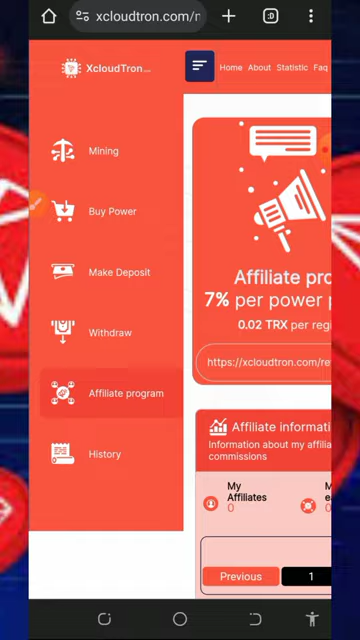 xcloudtron.com/r
:D
XcloudTron
Home About Statistic Faq
Mining
Buy Power
Make Deposit
Withdraw
Affiliate program
History
Affiliate pro
7% per power p
0.02 TRX per regi
https://xcloudtron.com/re
Affiliate informati
Information about my affilia
commissions
My
Affiliates
0
M
ea
0
Previous
1